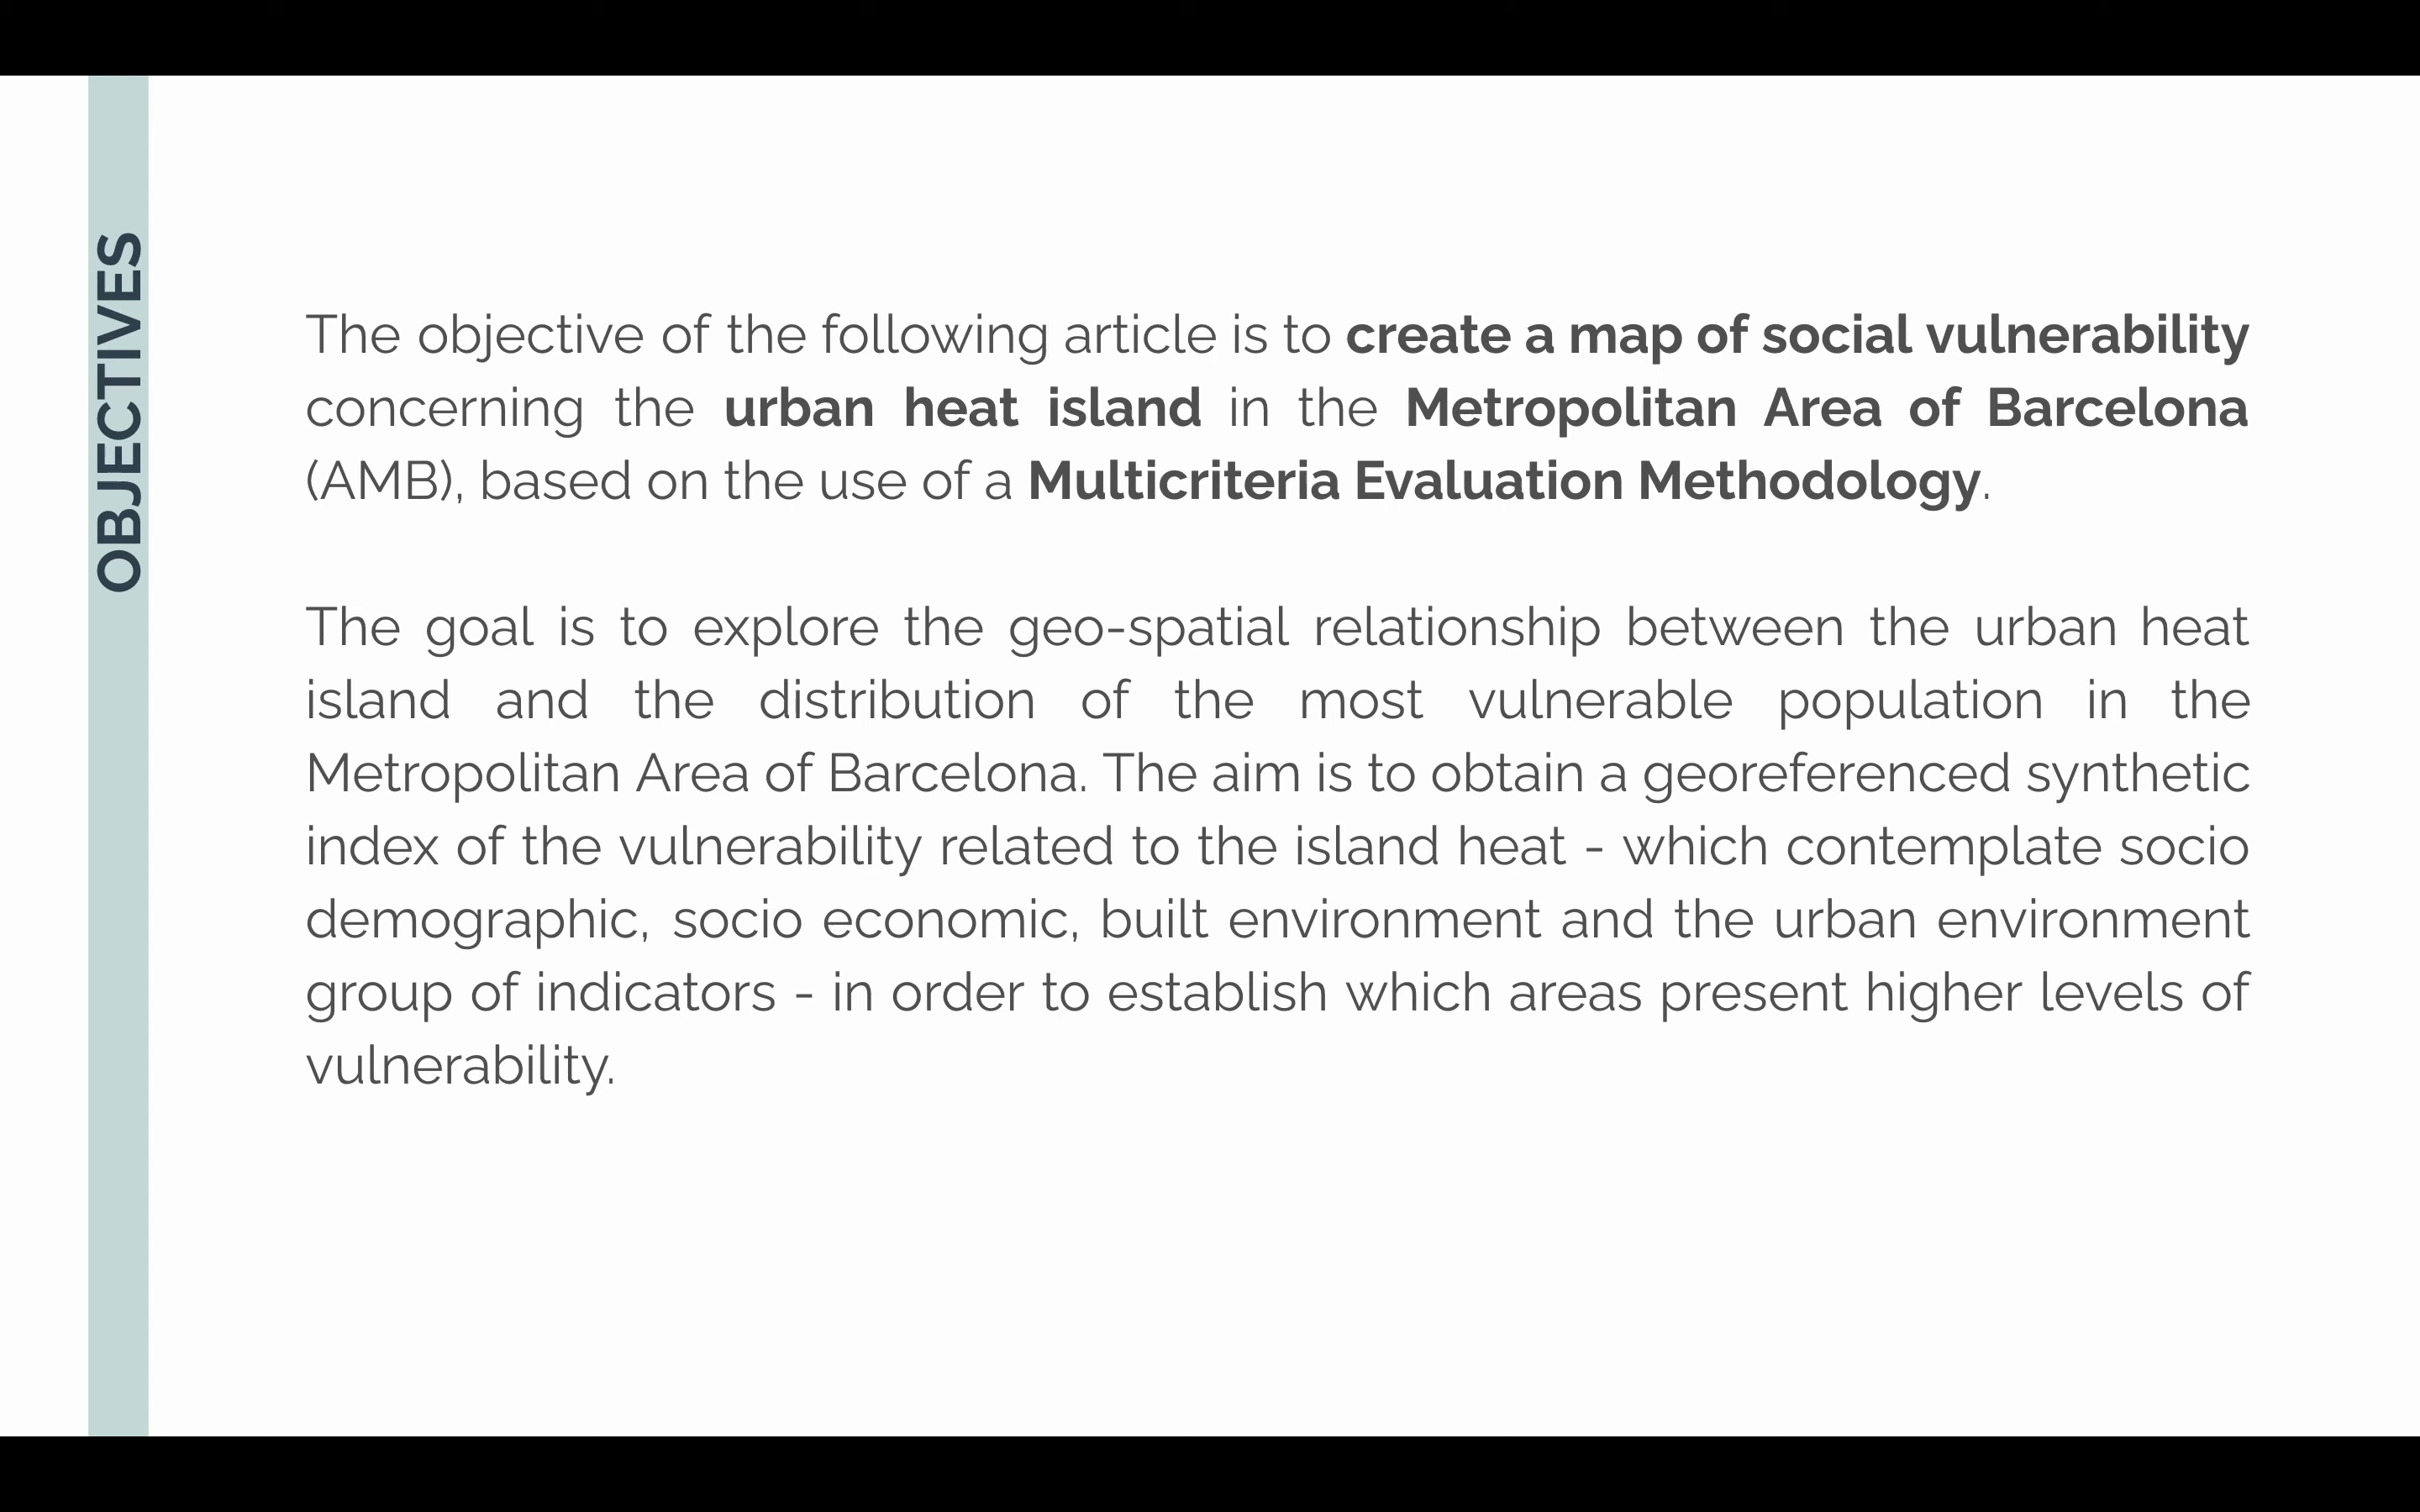 OBJECTIVES
The objective of the following article is to create a map of social vulnerability
concerning the urban heat island in the Metropolitan Area of Barcelona
(AMB), based on the use of a Multicriteria Evaluation Methodology.
The goal is to explore the geo-spatial relationship between the urban heat
island and the distribution of the most vulnerable population in the
Metropolitan Area of Barcelona. The aim is to obtain a georeferenced synthetic
index of the vulnerability related to the island heat - which contemplate socio
demographic, socio economic, built environment and the urban environment
group of indicators - in order to establish which areas present higher levels of
vulnerability.